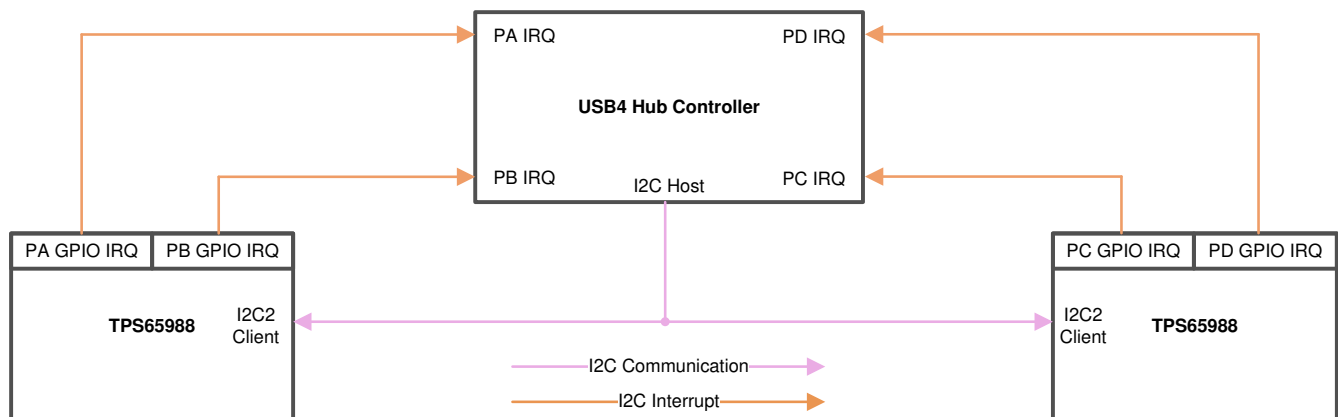 PA IRQ
PD IRQ
USB4 Hub Controller
PB IRQ
I2C Host
PC IRQ
PA GPIO IRQ
PB GPIO IRQ
PC GPIO IRQ
PD GPIO IRQ
TPS65988
I2C2
Client
I2C2
Client
TPS65988
I2C Communication
I2C Interrupt